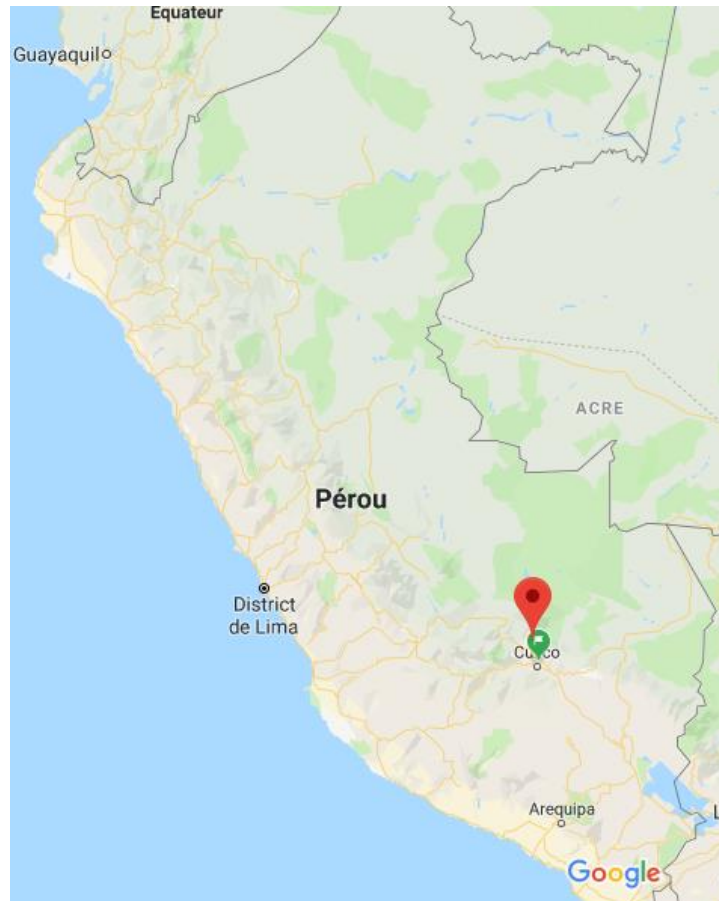 Equateur
Guayaquil
ACRE
Pérou
District
de Lima
Arequipa
Google